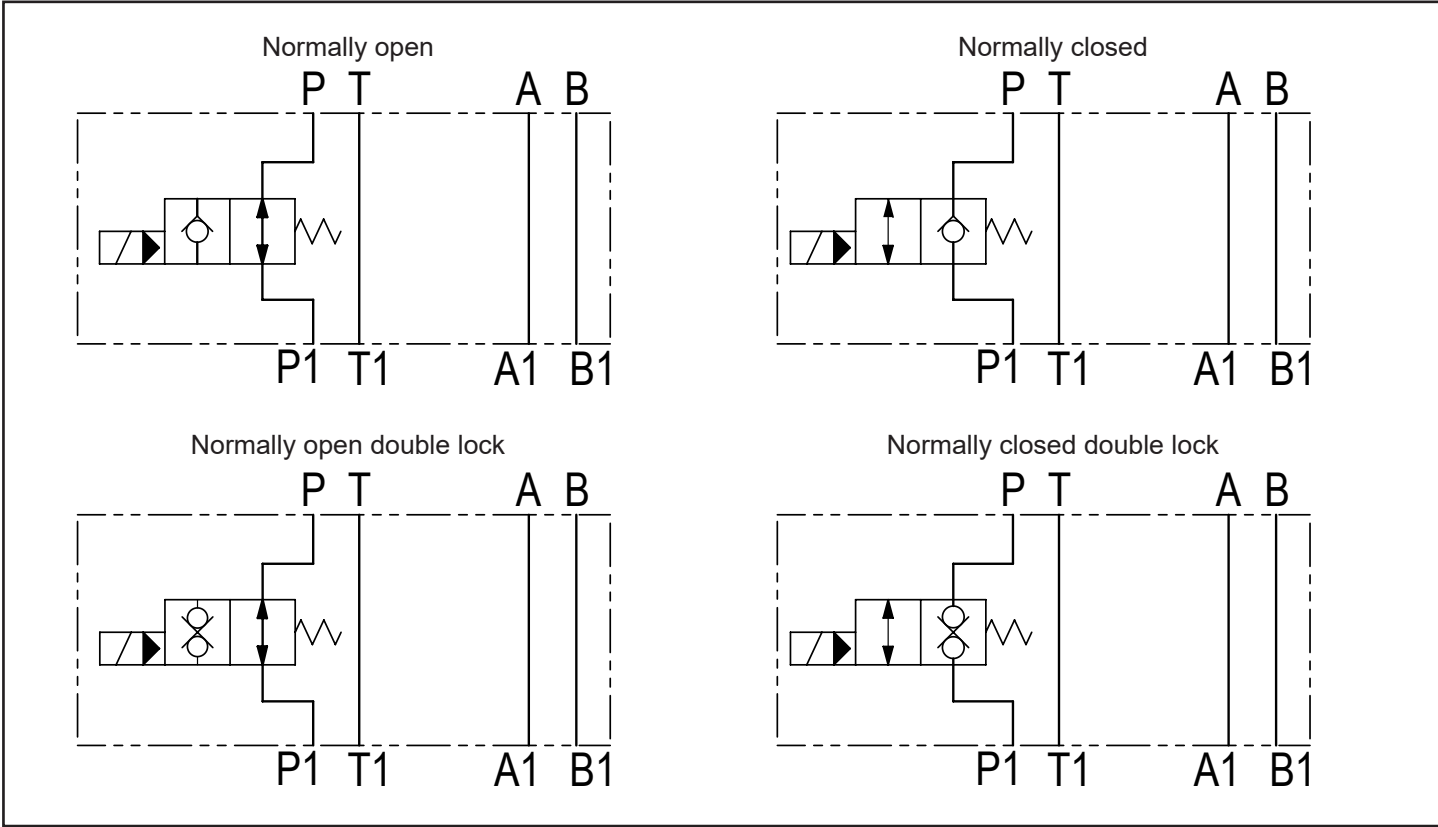 Normally open
P T A B
P1 T1 A1 B1
Normally closed
P T A B
P1 T1 A1 B1
Normally open double lock
P T A B
P1 T1 A1 B1
Normally closed double lock
P T A B
P1 T1 A1 B1